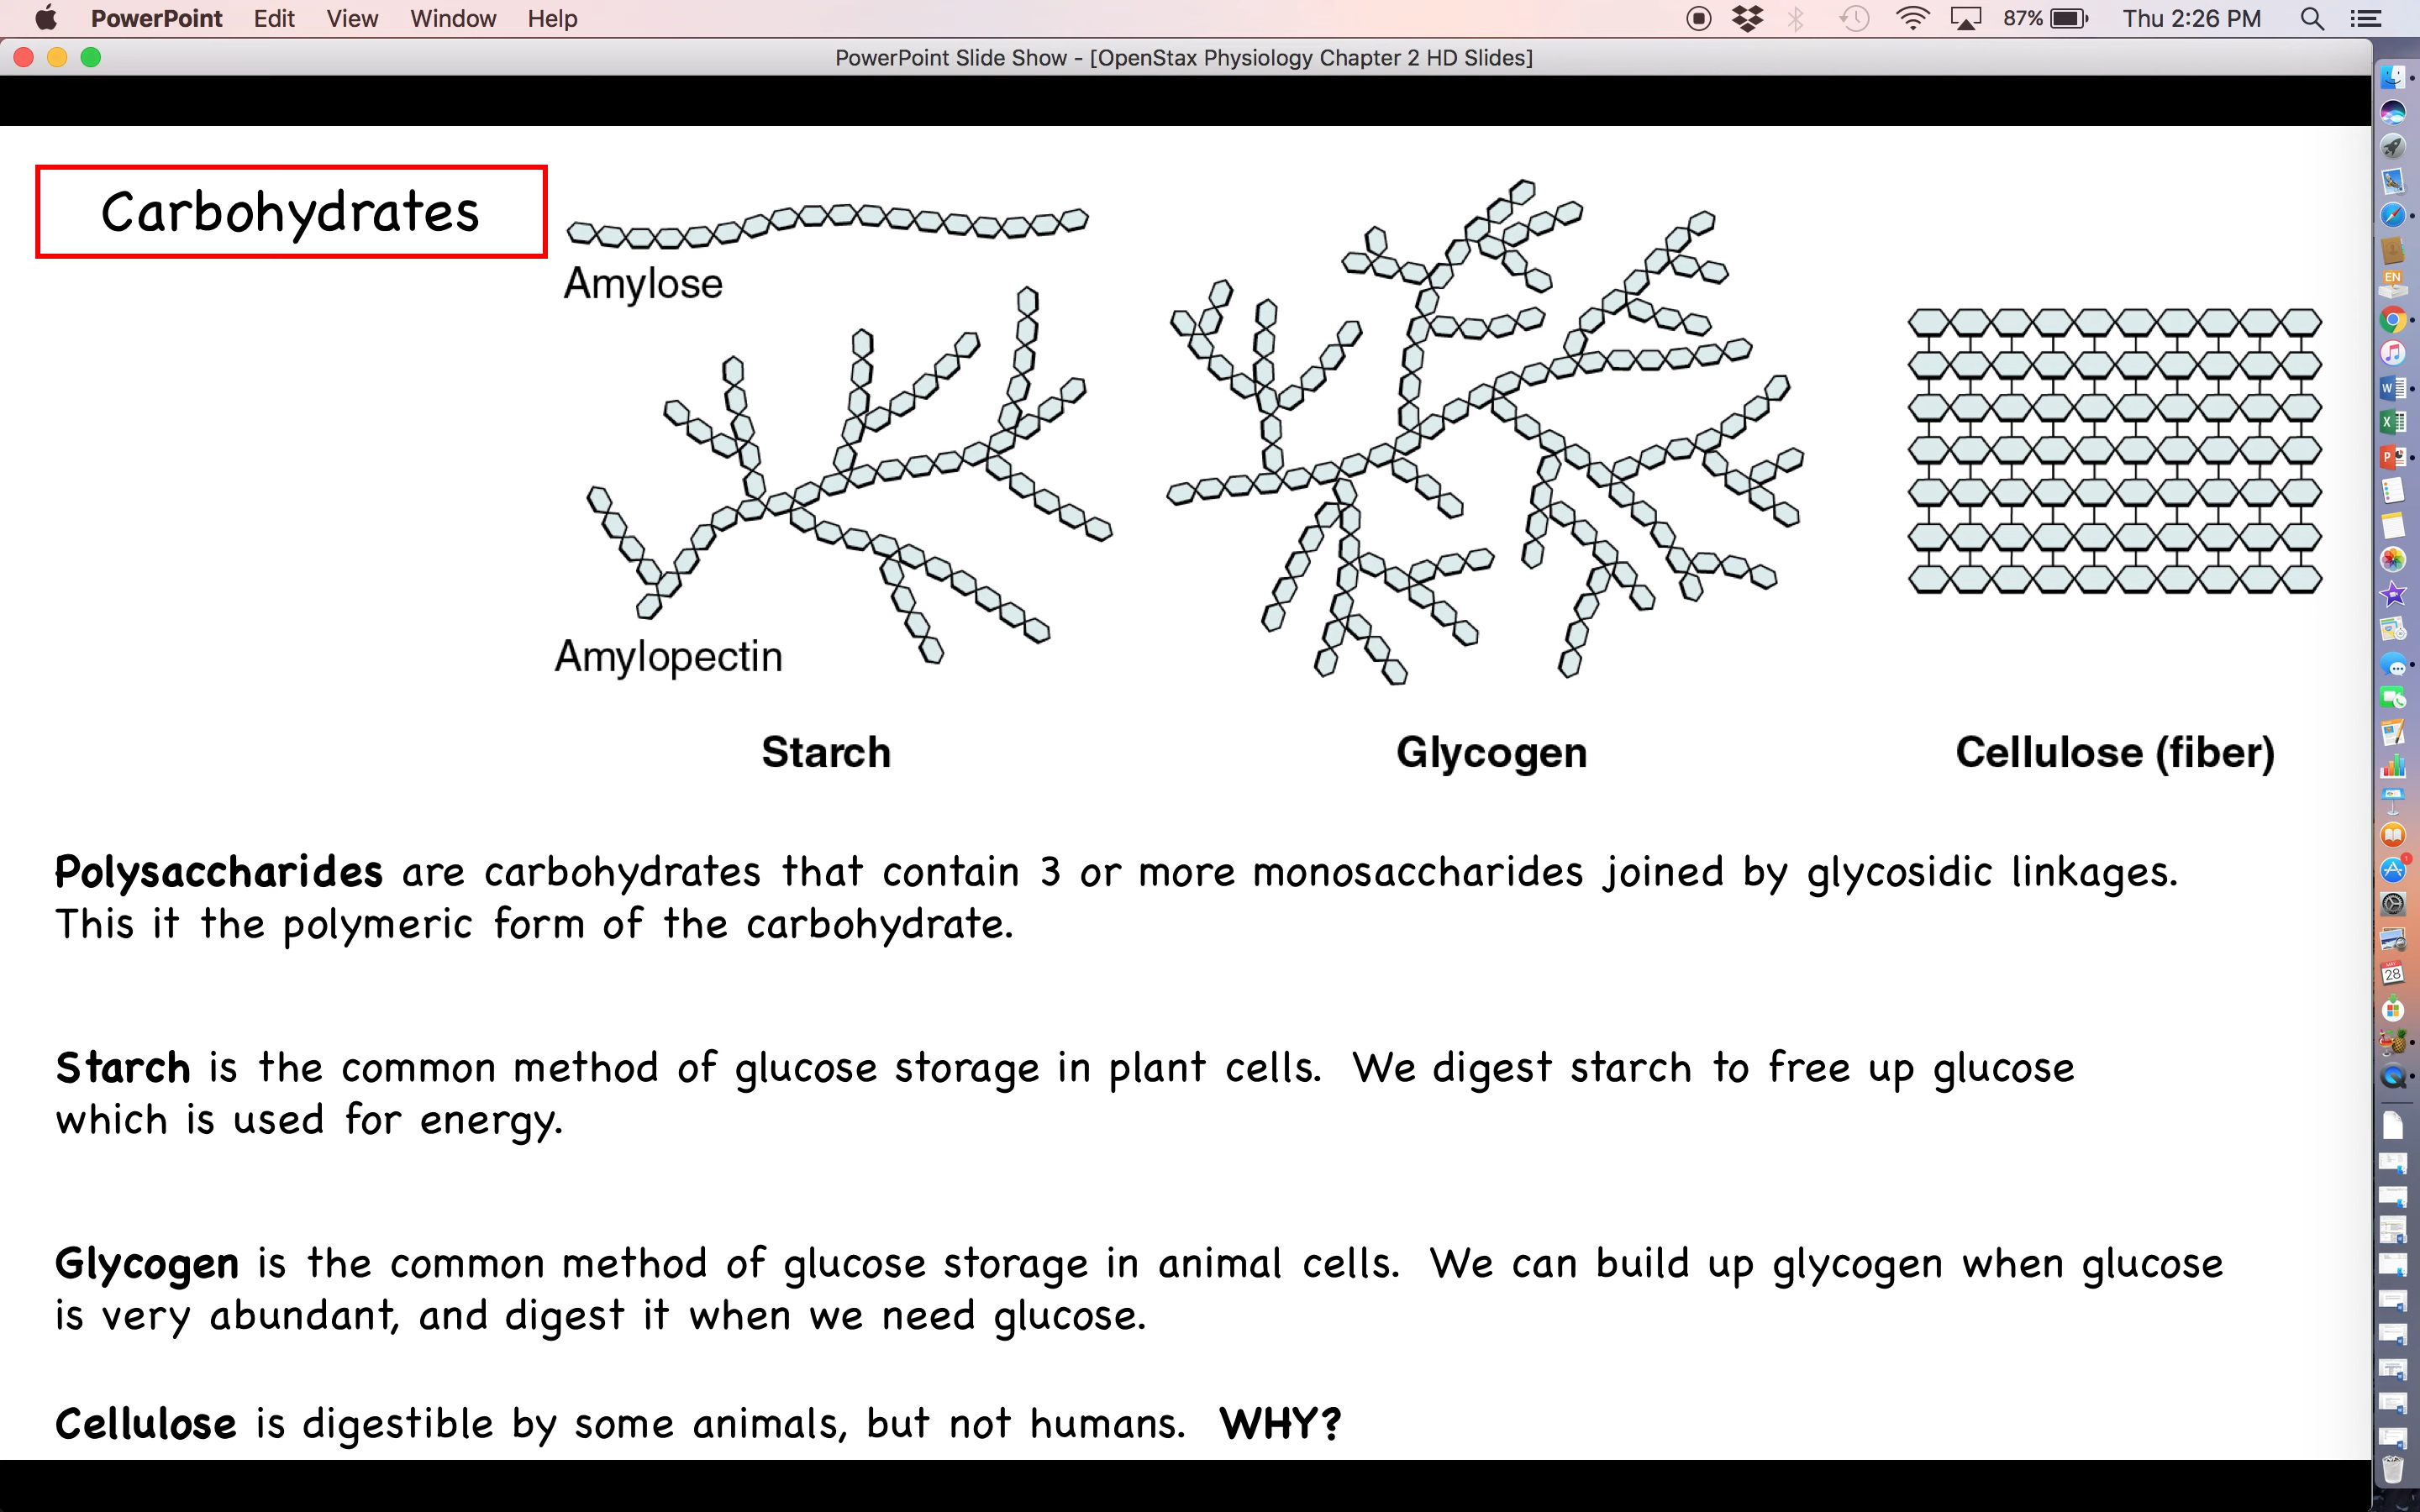 PowerPoint Edit View Window Help 87% Thu 2:26 PM
PowerPoint Slide Show - [OpenStax Physiology Chapter 2 HD Slides]
Carbohydrates
Amylose
Amylopectin
Starch
Glycogen
Cellulose (fiber)
Polysaccharides are carbohydrates that contain 3 or more monosaccharides joined by glycosidic linkages.
This it the polymeric form of the carbohydrate.
Starch is the common method of glucose storage in plant cells. We digest starch to free up glucose
which is used for energy.
Glycogen is the common method of glucose storage in animal cells. We can build up glycogen when glucose
is very abundant, and digest it when we need glucose.
Cellulose is digestible by some animals, but not humans. WHY?
EN
W
X
P
28
1